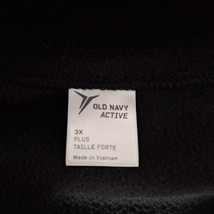 OLD NAVY
ACTIVE
3X
PLUS
TAILLE FORTE
Made in Vietnam